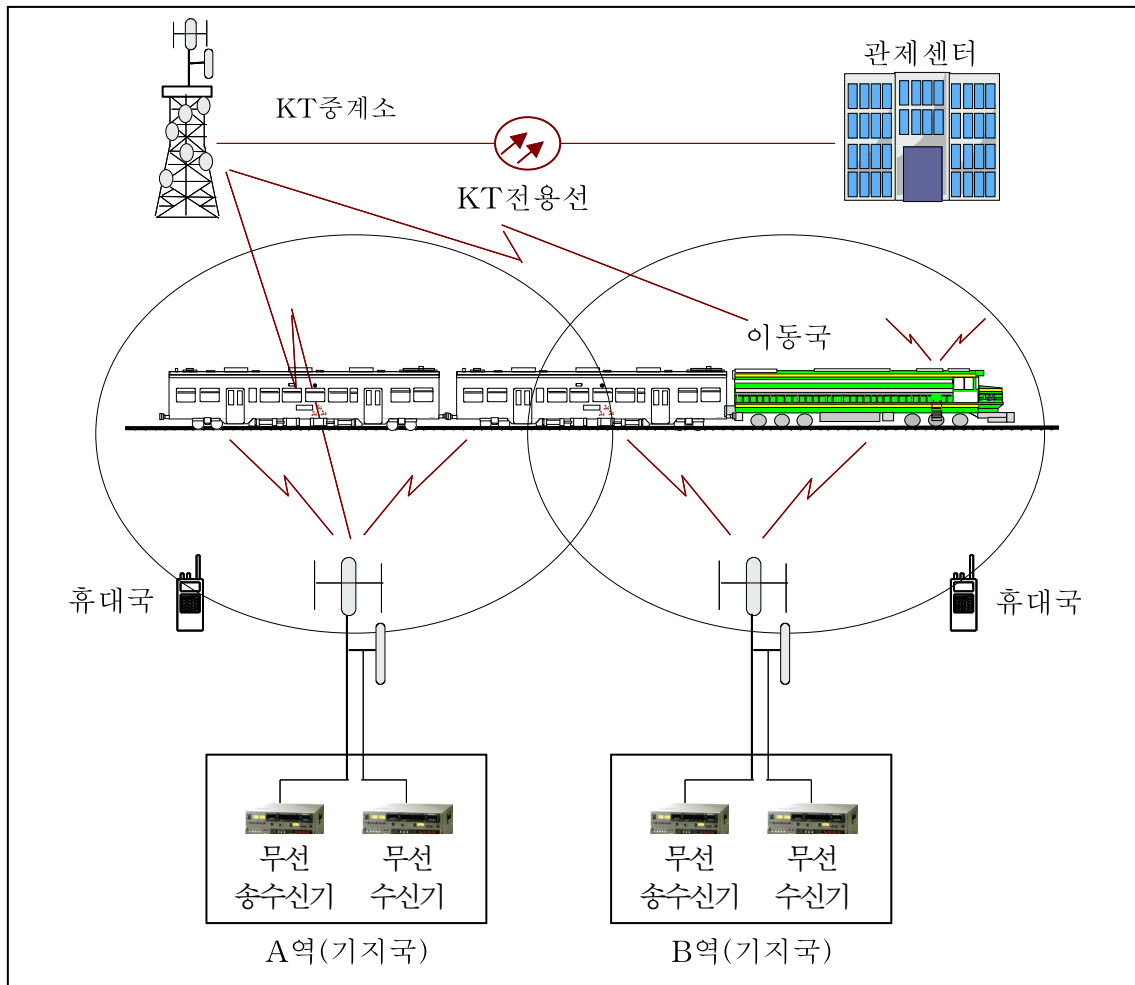 관제센터
KT중계소
KT전용선
이동국
휴대국
휴대국
무선
송수신기
무선
수신기
무선
송수신기
무선
수신기
A역(기지국)
B역(기지국)